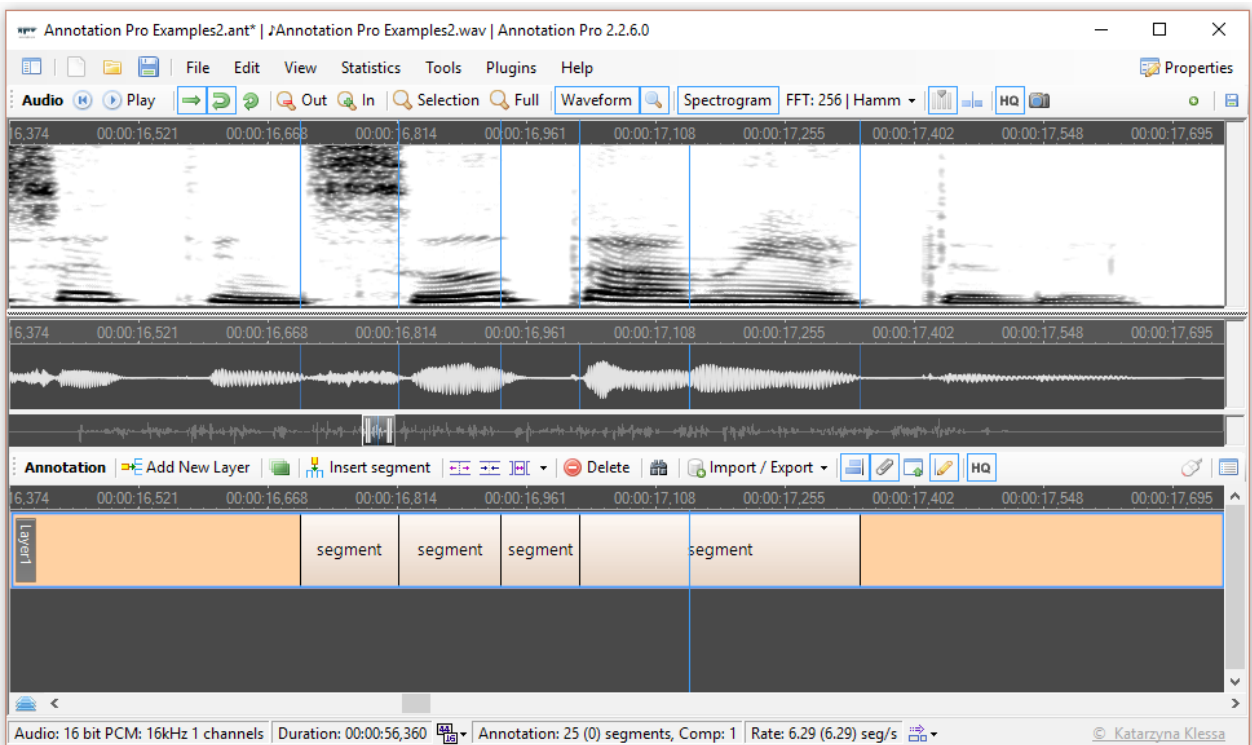 Annotation Pro Examples2.ant* | ♪Annotation Pro Examples2.wav | Annotation Pro 2.2.6.0
File Edit View Statistics Tools Plugins Help Properties
Audio Play Out In Selection Full Waveform Spectrogram FFT: 256 | Hamm HQ
16,374 00:00:16,521 00:00:16,668 00:00:16,814 00:00:16,961 00:00:17,108 00:00:17,255 00:00:17,402 00:00:17,548 00:00:17,695
16,374 00:00:16,521 00:00:16,668 00:00:16,814 00:00:16,961 00:00:17,108 00:00:17,255 00:00:17,402 00:00:17,548 00:00:17,695
Annotation Add New Layer Insert segment Delete Import / Export HQ
16,374 00:00:16,521 00:00:16,668 00:00:16,814 00:00:16,961 00:00:17,108 00:00:17,255 00:00:17,402 00:00:17,548 00:00:17,695
Layer1
segment segment segment segment
Audio: 16 bit PCM: 16kHz 1 channels Duration: 00:00:56,360 44 16 Annotation: 25 (0) segments, Comp: 1 Rate: 6.29 (6.29) seg/s © Katarzyna Klessa